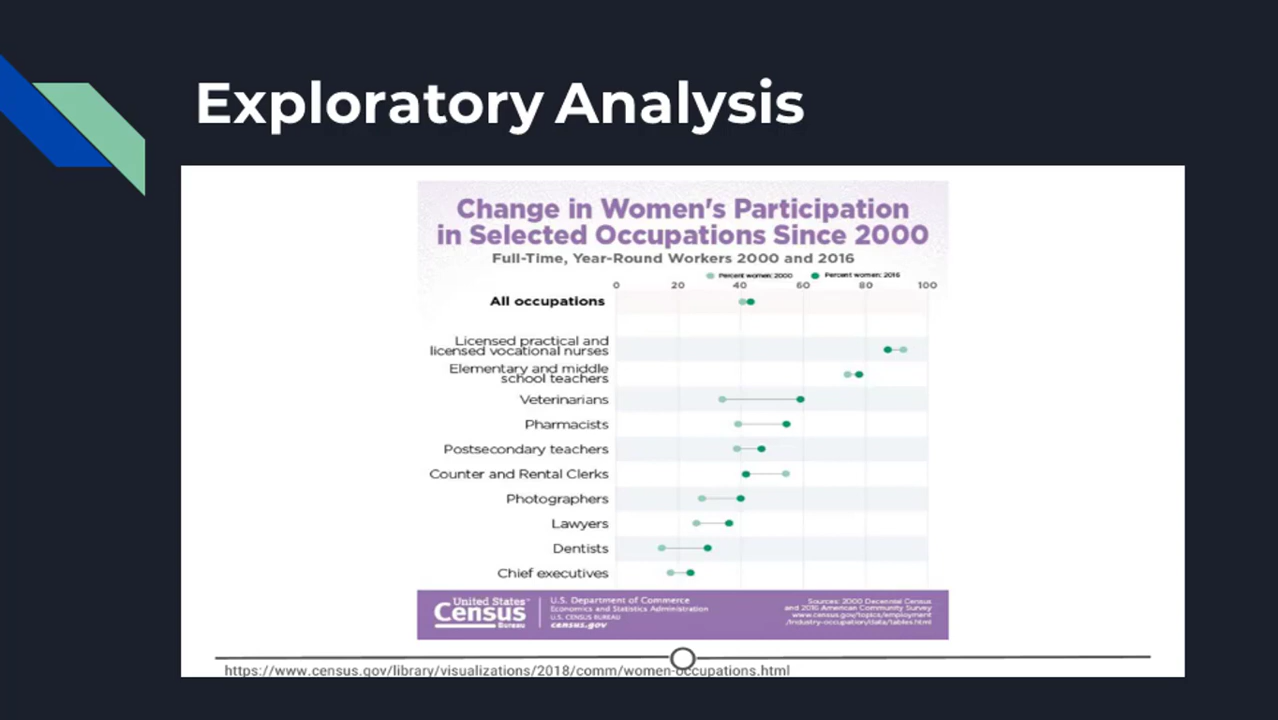 Exploratory Analysis
Change in Women's Participation
in Selected Occupations Since 2000
Full-Time, Year-Round Workers 2000 and 2016
Percent women: 2000 Percent women: 2016
0 20 40 60 80 100
All occupations
Licensed practical and
licensed vocational nurses
Elementary and middle
school teachers
Veterinarians
Pharmacists
Postsecondary teachers
Counter and Rental Clerks
Photographers
Lawyers
Dentists
Chief executives
United States™
Census
Bureau
U.S. Department of Commerce
Economics and Statistics Administration
U.S. CENSUS BUREAU
census.gov
Sources: 2000 Decennial Census
and 2016 American Community Survey
www.census.gov/topics/employment
/industry-occupation/data/tables.html
https://www.census.gov/library/visualizations/2018/comm/women-occupations.html